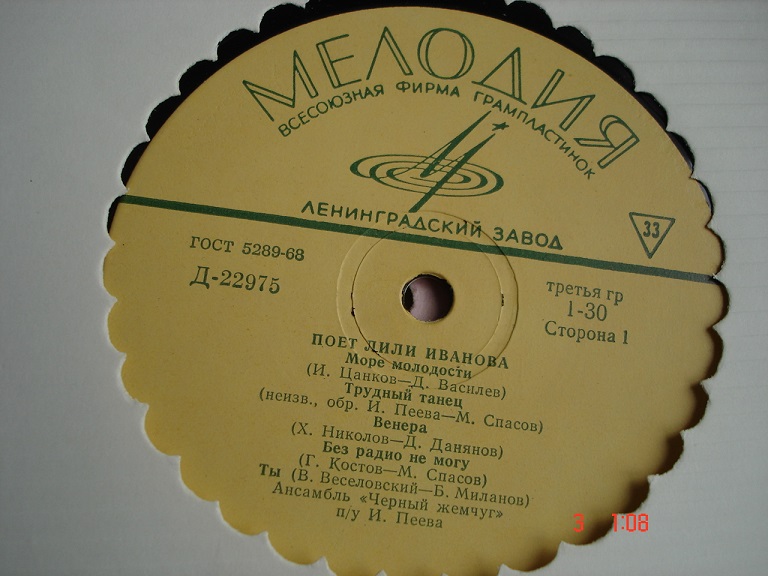 МЕЛОДИЯ
ВСЕСОЮЗНАЯ ФИРМА ГРАМПЛАСТИНОК
ЛЕНИНГРАДСКИЙ ЗАВОД
33
ГОСТ 5289-68
Д-22975
третья гр
1-30
Сторона 1
ПОЕТ ЛИЛИ ИВАНОВА
Море молодости
(И. Цанков—Д. Василев)
Трудный танец
(неизв., обр. И. Пеева—М. Спасов)
Венера
(Х. Николов—Д. Данянов)
Без радио не могу
(Г. Костов—М. Спасов)
Ты (В. Веселовский—Б. Миланов)
Ансамбль «Черный жемчуг»
п/у И. Пеева
3 1:08